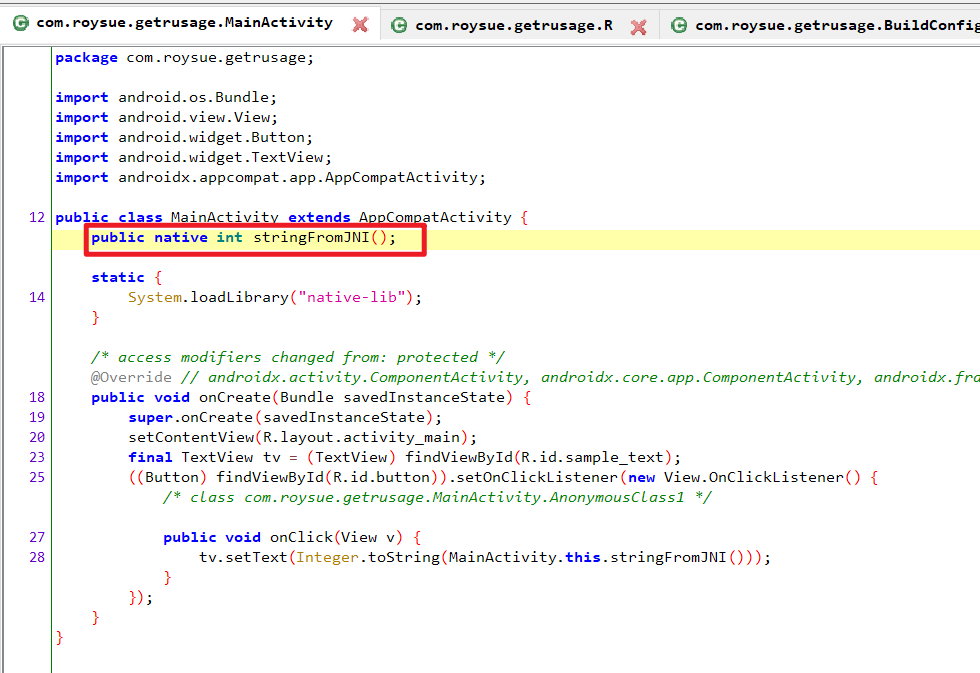 com.roysue.getrusage.MainActivity com.roysue.getrusage.R com.roysue.getrusage.BuildConfig
package com.roysue.getrusage;
import android.os.Bundle;
import android.view.View;
import android.widget.Button;
import android.widget.TextView;
import androidx.appcompat.app.AppCompatActivity;
12 public class MainActivity extends AppCompatActivity {
public native int stringFromJNI();
static {
14 System.loadLibrary("native-lib");
}
/* access modifiers changed from: protected */
@Override // androidx.activity.ComponentActivity, androidx.core.app.ComponentActivity, androidx.fra
18 public void onCreate(Bundle savedInstanceState) {
19 super.onCreate(savedInstanceState);
20 setContentView(R.layout.activity_main);
23 final TextView tv = (TextView) findViewById(R.id.sample_text);
25 ((Button) findViewById(R.id.button)).setOnClickListener(new View.OnClickListener() {
/* class com.roysue.getrusage.MainActivity.AnonymousClass1 */
27 public void onClick(View v) {
28 tv.setText(Integer.toString(MainActivity.this.stringFromJNI()));
}
});
}
}